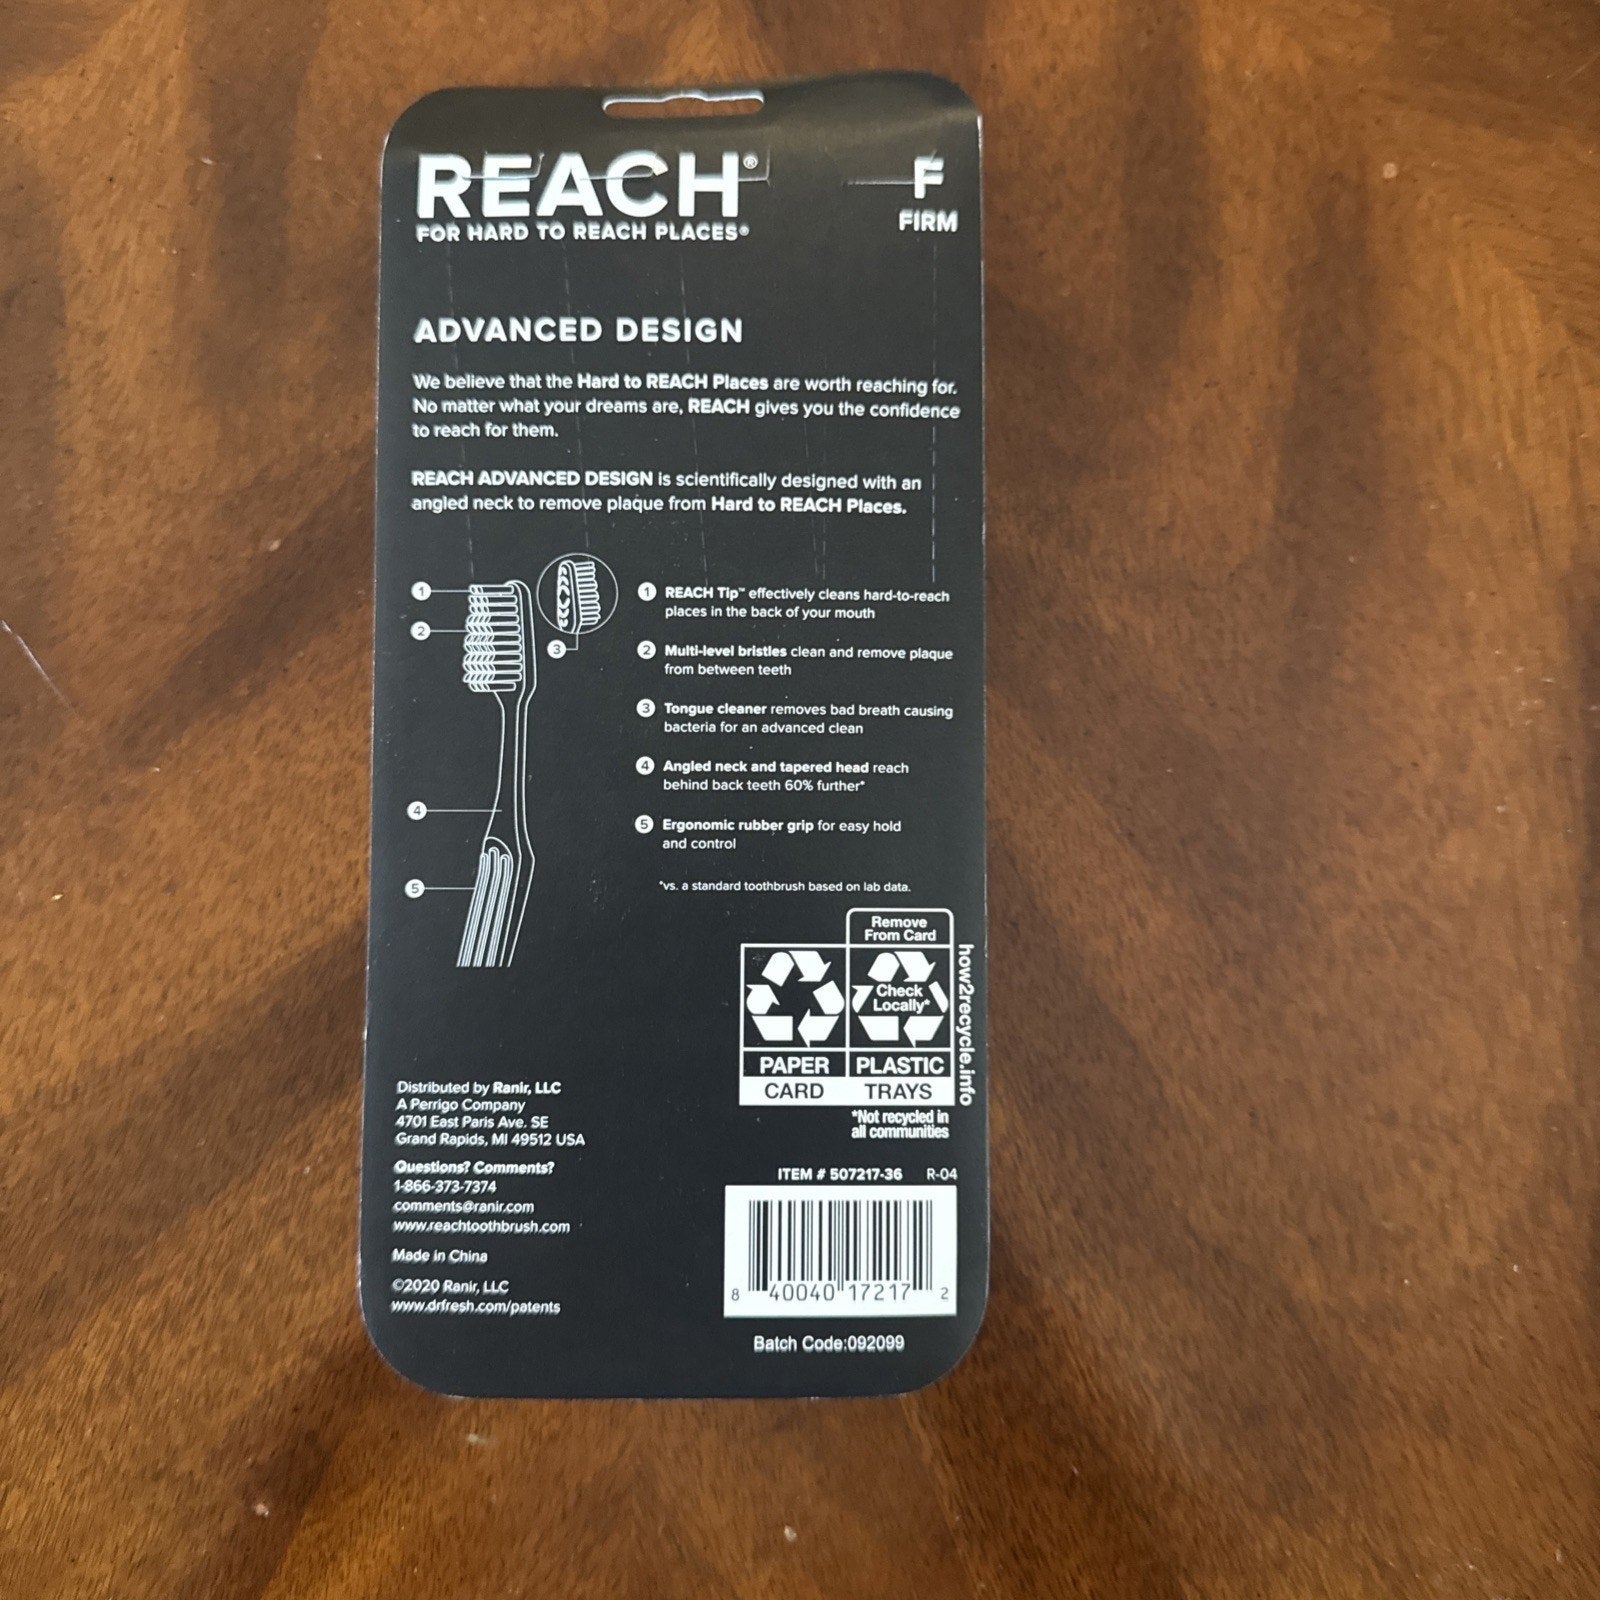 REACH®
FOR HARD TO REACH PLACES®
F
FIRM
ADVANCED DESIGN
We believe that the Hard to REACH Places are worth reaching for.
No matter what your dreams are, REACH gives you the confidence
to reach for them.
REACH ADVANCED DESIGN is scientifically designed with an
angled neck to remove plaque from Hard to REACH Places.
1
2
3
4
5
1 REACH Tip™ effectively cleans hard-to-reach
places in the back of your mouth
2 Multi-level bristles clean and remove plaque
from between teeth
3 Tongue cleaner removes bad breath causing
bacteria for an advanced clean
4 Angled neck and tapered head reach
behind back teeth 60% further*
5 Ergonomic rubber grip for easy hold
and control
*vs. a standard toothbrush based on lab data.
Remove
From Card
Check
Locally*
PAPER
CARD
PLASTIC
TRAYS
how2recycle.info
*Not recycled in
all communities
Distributed by Ranir, LLC
A Perrigo Company
4701 East Paris Ave. SE
Grand Rapids, MI 49512 USA
Questions? Comments?
1-866-373-7374
comments@ranir.com
www.reachtoothbrush.com
Made in China
©2020 Ranir, LLC
www.drfresh.com/patents
ITEM # 507217-36 R-04
8 40040 17217 2
Batch Code:092099